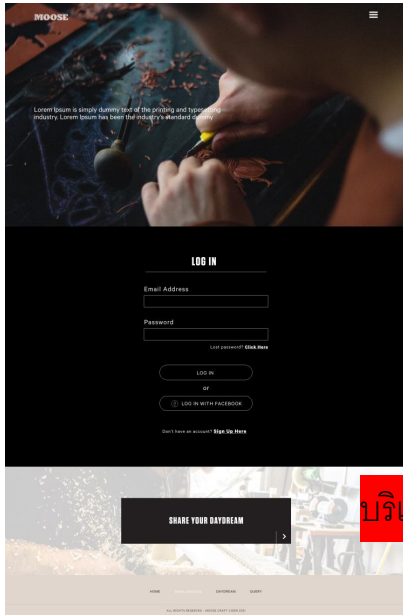 MOOSE
Lorem Ipsum is simply dummy text of the printing and typesetting
industry. Lorem Ipsum has been the industry's standard dummy
LOG IN
Email Address
Password
Lost password? Click Here
LOG IN
or
LOG IN WITH FACEBOOK
Don't have an account? Sign Up Here
SHARE YOUR DAYDREAM
HOME
DAYDREAM
QUERY